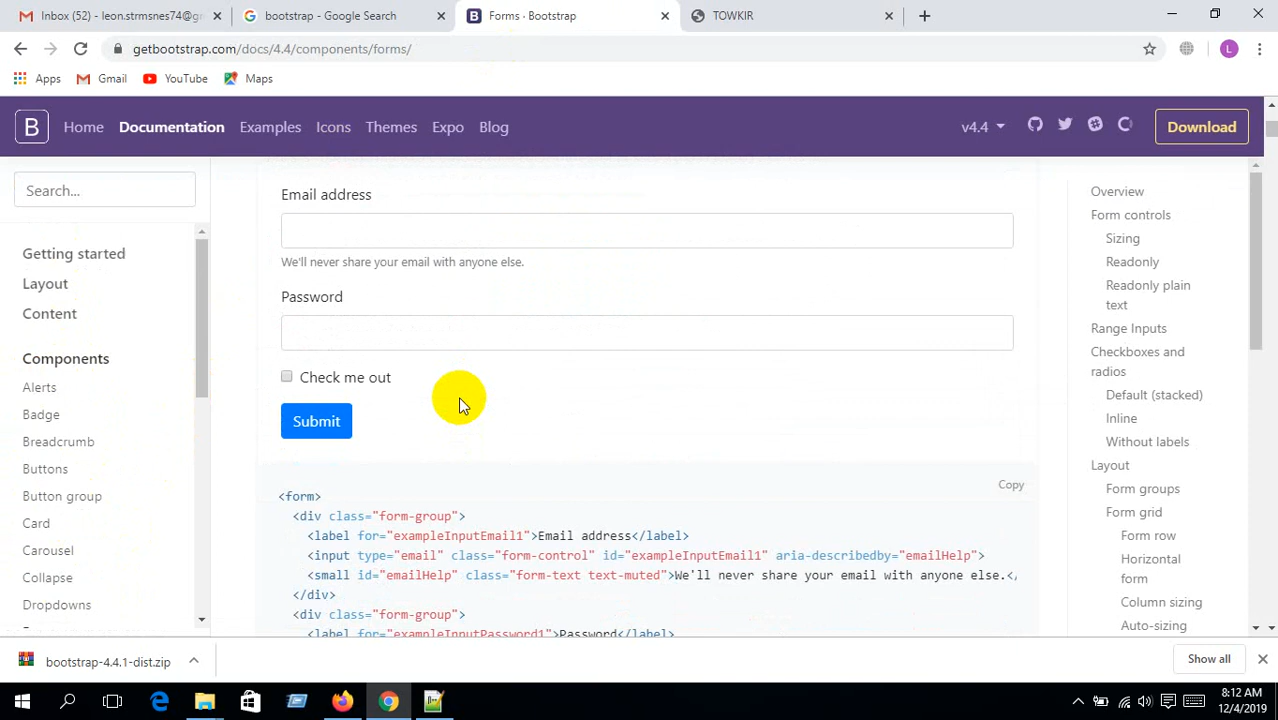 Inbox (52) - leon.strmsnes74@g
bootstrap - Google Search
Forms · Bootstrap
TOWKIR
getbootstrap.com/docs/4.4/components/forms/
L
Apps
Gmail
YouTube
Maps
B
Home
Documentation
Examples
Icons
Themes
Expo
Blog
v4.4
Download
Search...
Getting started
Layout
Content
Components
Alerts
Badge
Breadcrumb
Buttons
Button group
Card
Carousel
Collapse
Dropdowns
Email address
We'll never share your email with anyone else.
Password
Check me out
Submit
Copy
<form>
<div class="form-group">
<label for="exampleInputEmail1">Email address</label>
<input type="email" class="form-control" id="exampleInputEmail1" aria-describedby="emailHelp">
<small id="emailHelp" class="form-text text-muted">We'll never share your email with anyone else.</
</div>
<div class="form-group">
<label for="exampleInputPassword1">Password</label>
Overview
Form controls
Sizing
Readonly
Readonly plain
text
Range Inputs
Checkboxes and
radios
Default (stacked)
Inline
Without labels
Layout
Form groups
Form grid
Form row
Horizontal
form
Column sizing
Auto-sizing
bootstrap-4.4.1-dist.zip
Show all
8:12 AM
12/4/2019